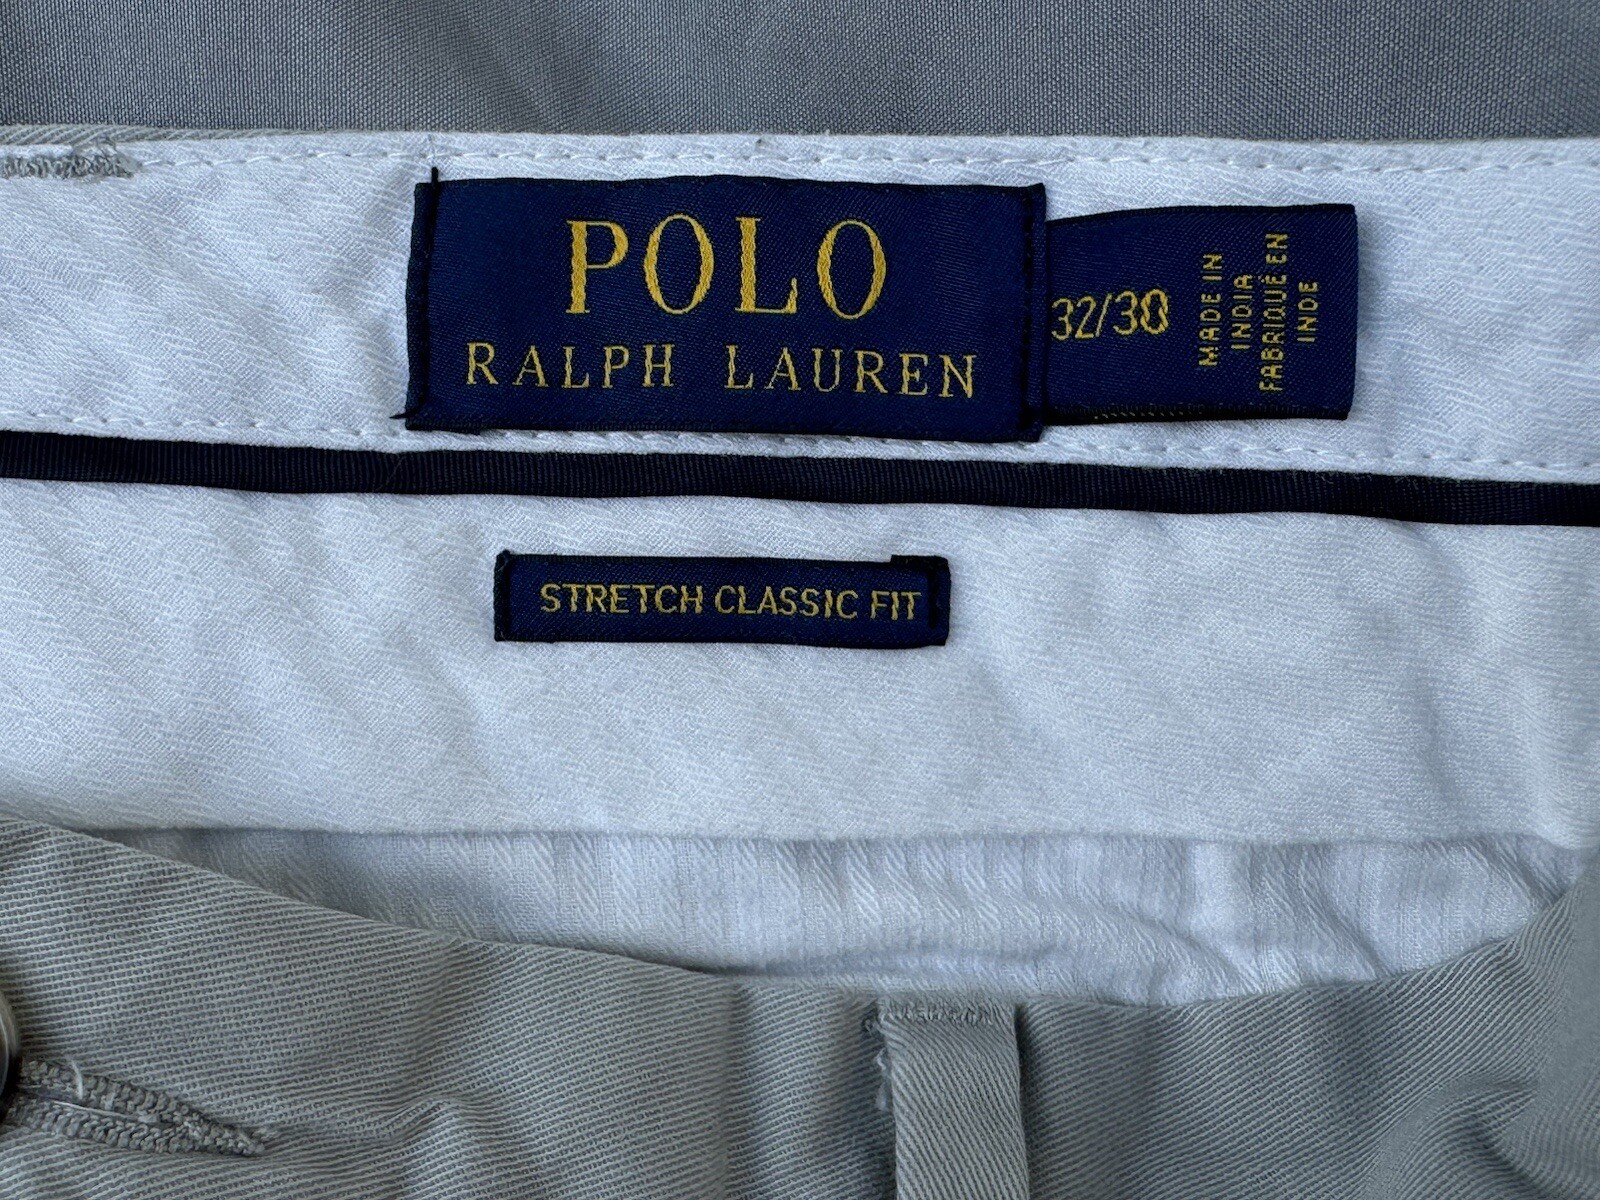 POLO
RALPH LAUREN
32/30
MADE IN
INDIA
FABRIQUÉ EN
INDE
STRETCH CLASSIC FIT